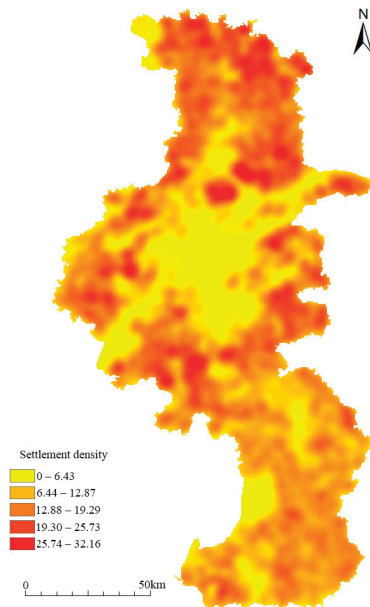 N
Settlement density
0 – 6.43
6.44 – 12.87
12.88 – 19.29
19.30 – 25.73
25.74 – 32.16
0 50km